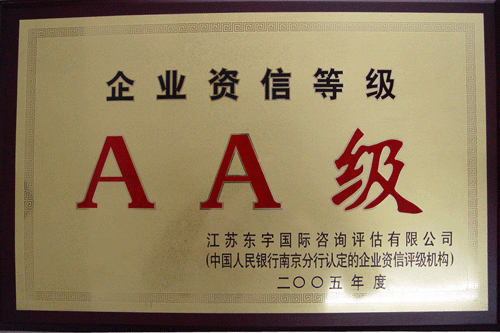 企业资信等级
AA级
江苏东宇国际咨询评估有限公司
(中国人民银行南京分行认定的企业资信评级机构)
二〇〇五年度